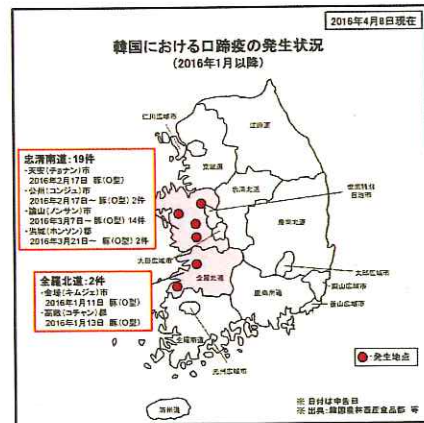 2016年4月8日現在
韓国における口蹄疫の発生状況
(2016年1月以降)
仁川広域市
江原道
京畿道
忠清南道:19件
・天安(チョナン)市
2016年2月17日 豚(O型)
・公州(コンジュ)市
2016年2月17日~ 豚(O型) 2件
・論山(ノンサン)市
2016年3月7日~ 豚(O型) 14件
・洪城(ホンソン)郡
2016年3月21日~ 豚(O型) 2件
忠清北道
世宗特別
自治市
慶尚北道
大田広域市
全羅北道:2件
・金堤(キムジェ)市
2016年1月11日 豚(O型)
・高敞(コチャン)郡
2016年1月13日 豚(O型)
全羅北道
大邱広域市
蔚山広域市
釜山広域市
慶尚南道
全羅南道
光州広域市
済州道
:発生地点
※ 日付は申告日
※ 出典:韓国農林畜産食品部 等